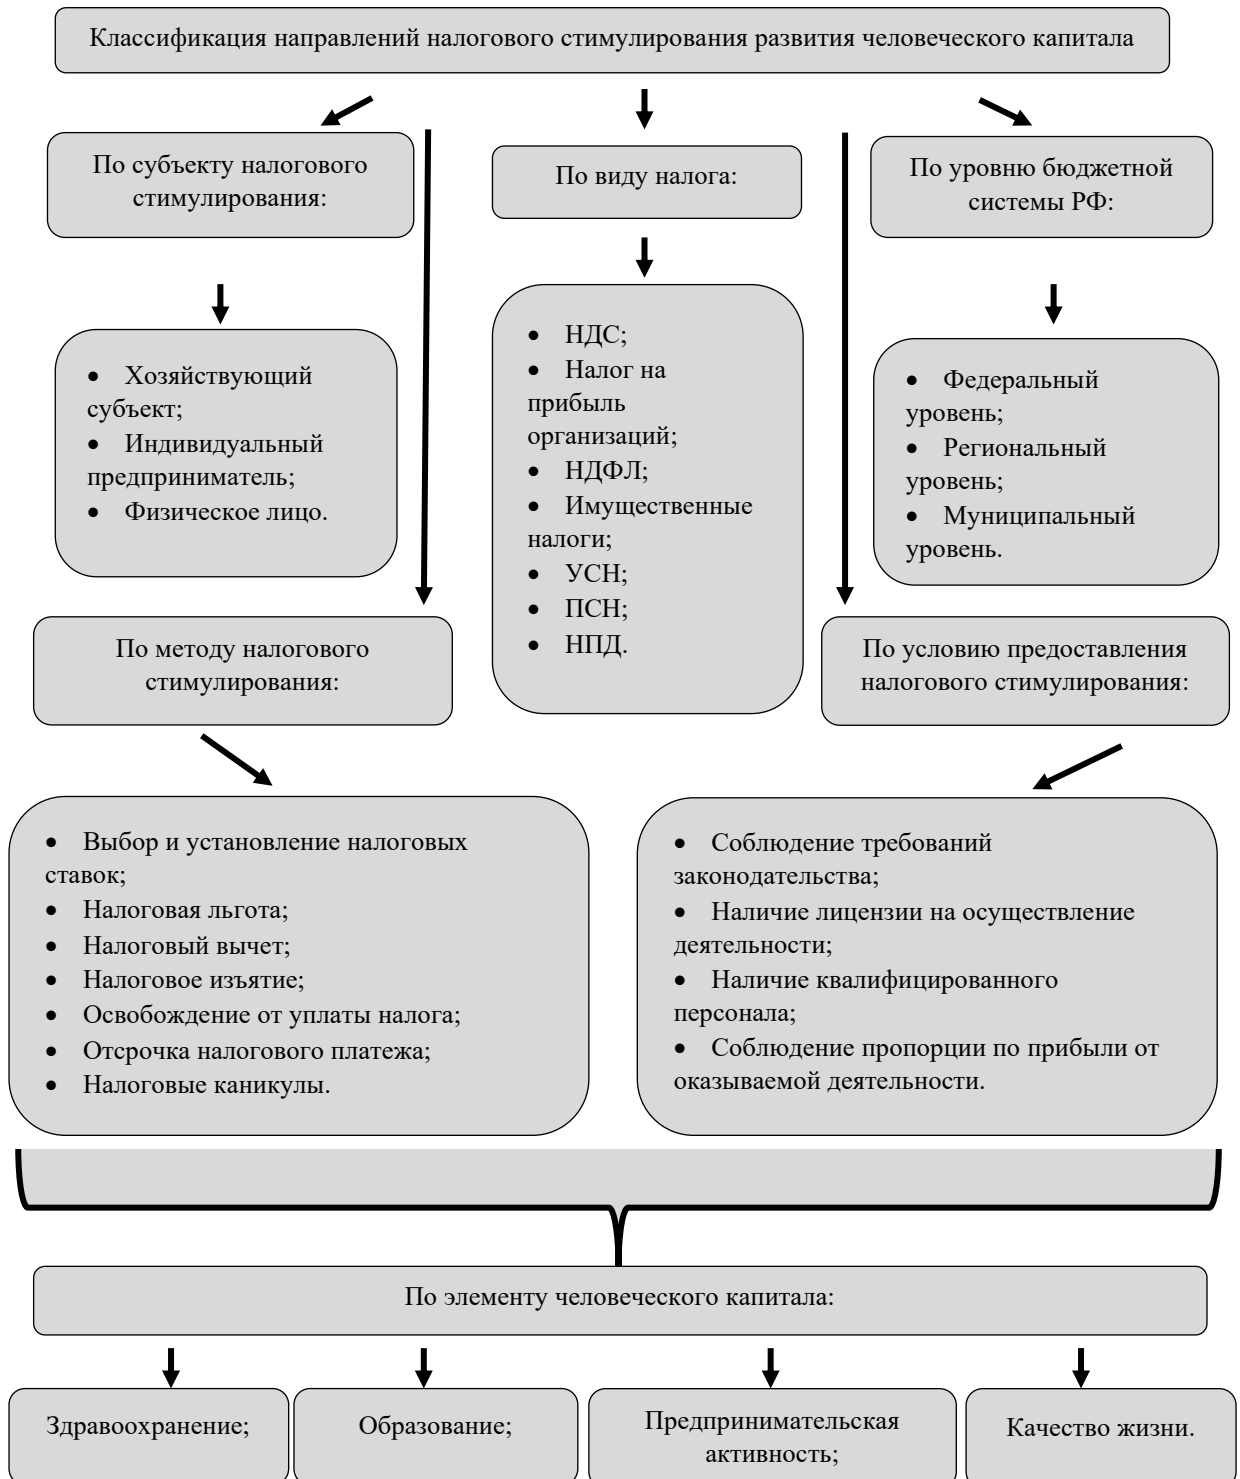 Классификация направлений налогового стимулирования развития человеческого капитала
По субъекту налогового
стимулирования:
По виду налога:
По уровню бюджетной
системы РФ:
• Хозяйствующий
субъект;
• Индивидуальный
предприниматель;
• Физическое лицо.
• НДС;
• Налог на
прибыль
организаций;
• НДФЛ;
• Имущественные
налоги;
• УСН;
• ПСН;
• НПД.
• Федеральный
уровень;
• Региональный
уровень;
• Муниципальный
уровень.
По методу налогового
стимулирования:
По условию предоставления
налогового стимулирования:
• Выбор и установление налоговых
ставок;
• Налоговая льгота;
• Налоговый вычет;
• Налоговое изъятие;
• Освобождение от уплаты налога;
• Отсрочка налогового платежа;
• Налоговые каникулы.
• Соблюдение требований
законодательства;
• Наличие лицензии на осуществление
деятельности;
• Наличие квалифицированного
персонала;
• Соблюдение пропорции по прибыли от
оказываемой деятельности.
По элементу человеческого капитала:
Здравоохранение;
Образование;
Предпринимательская
активность;
Качество жизни.